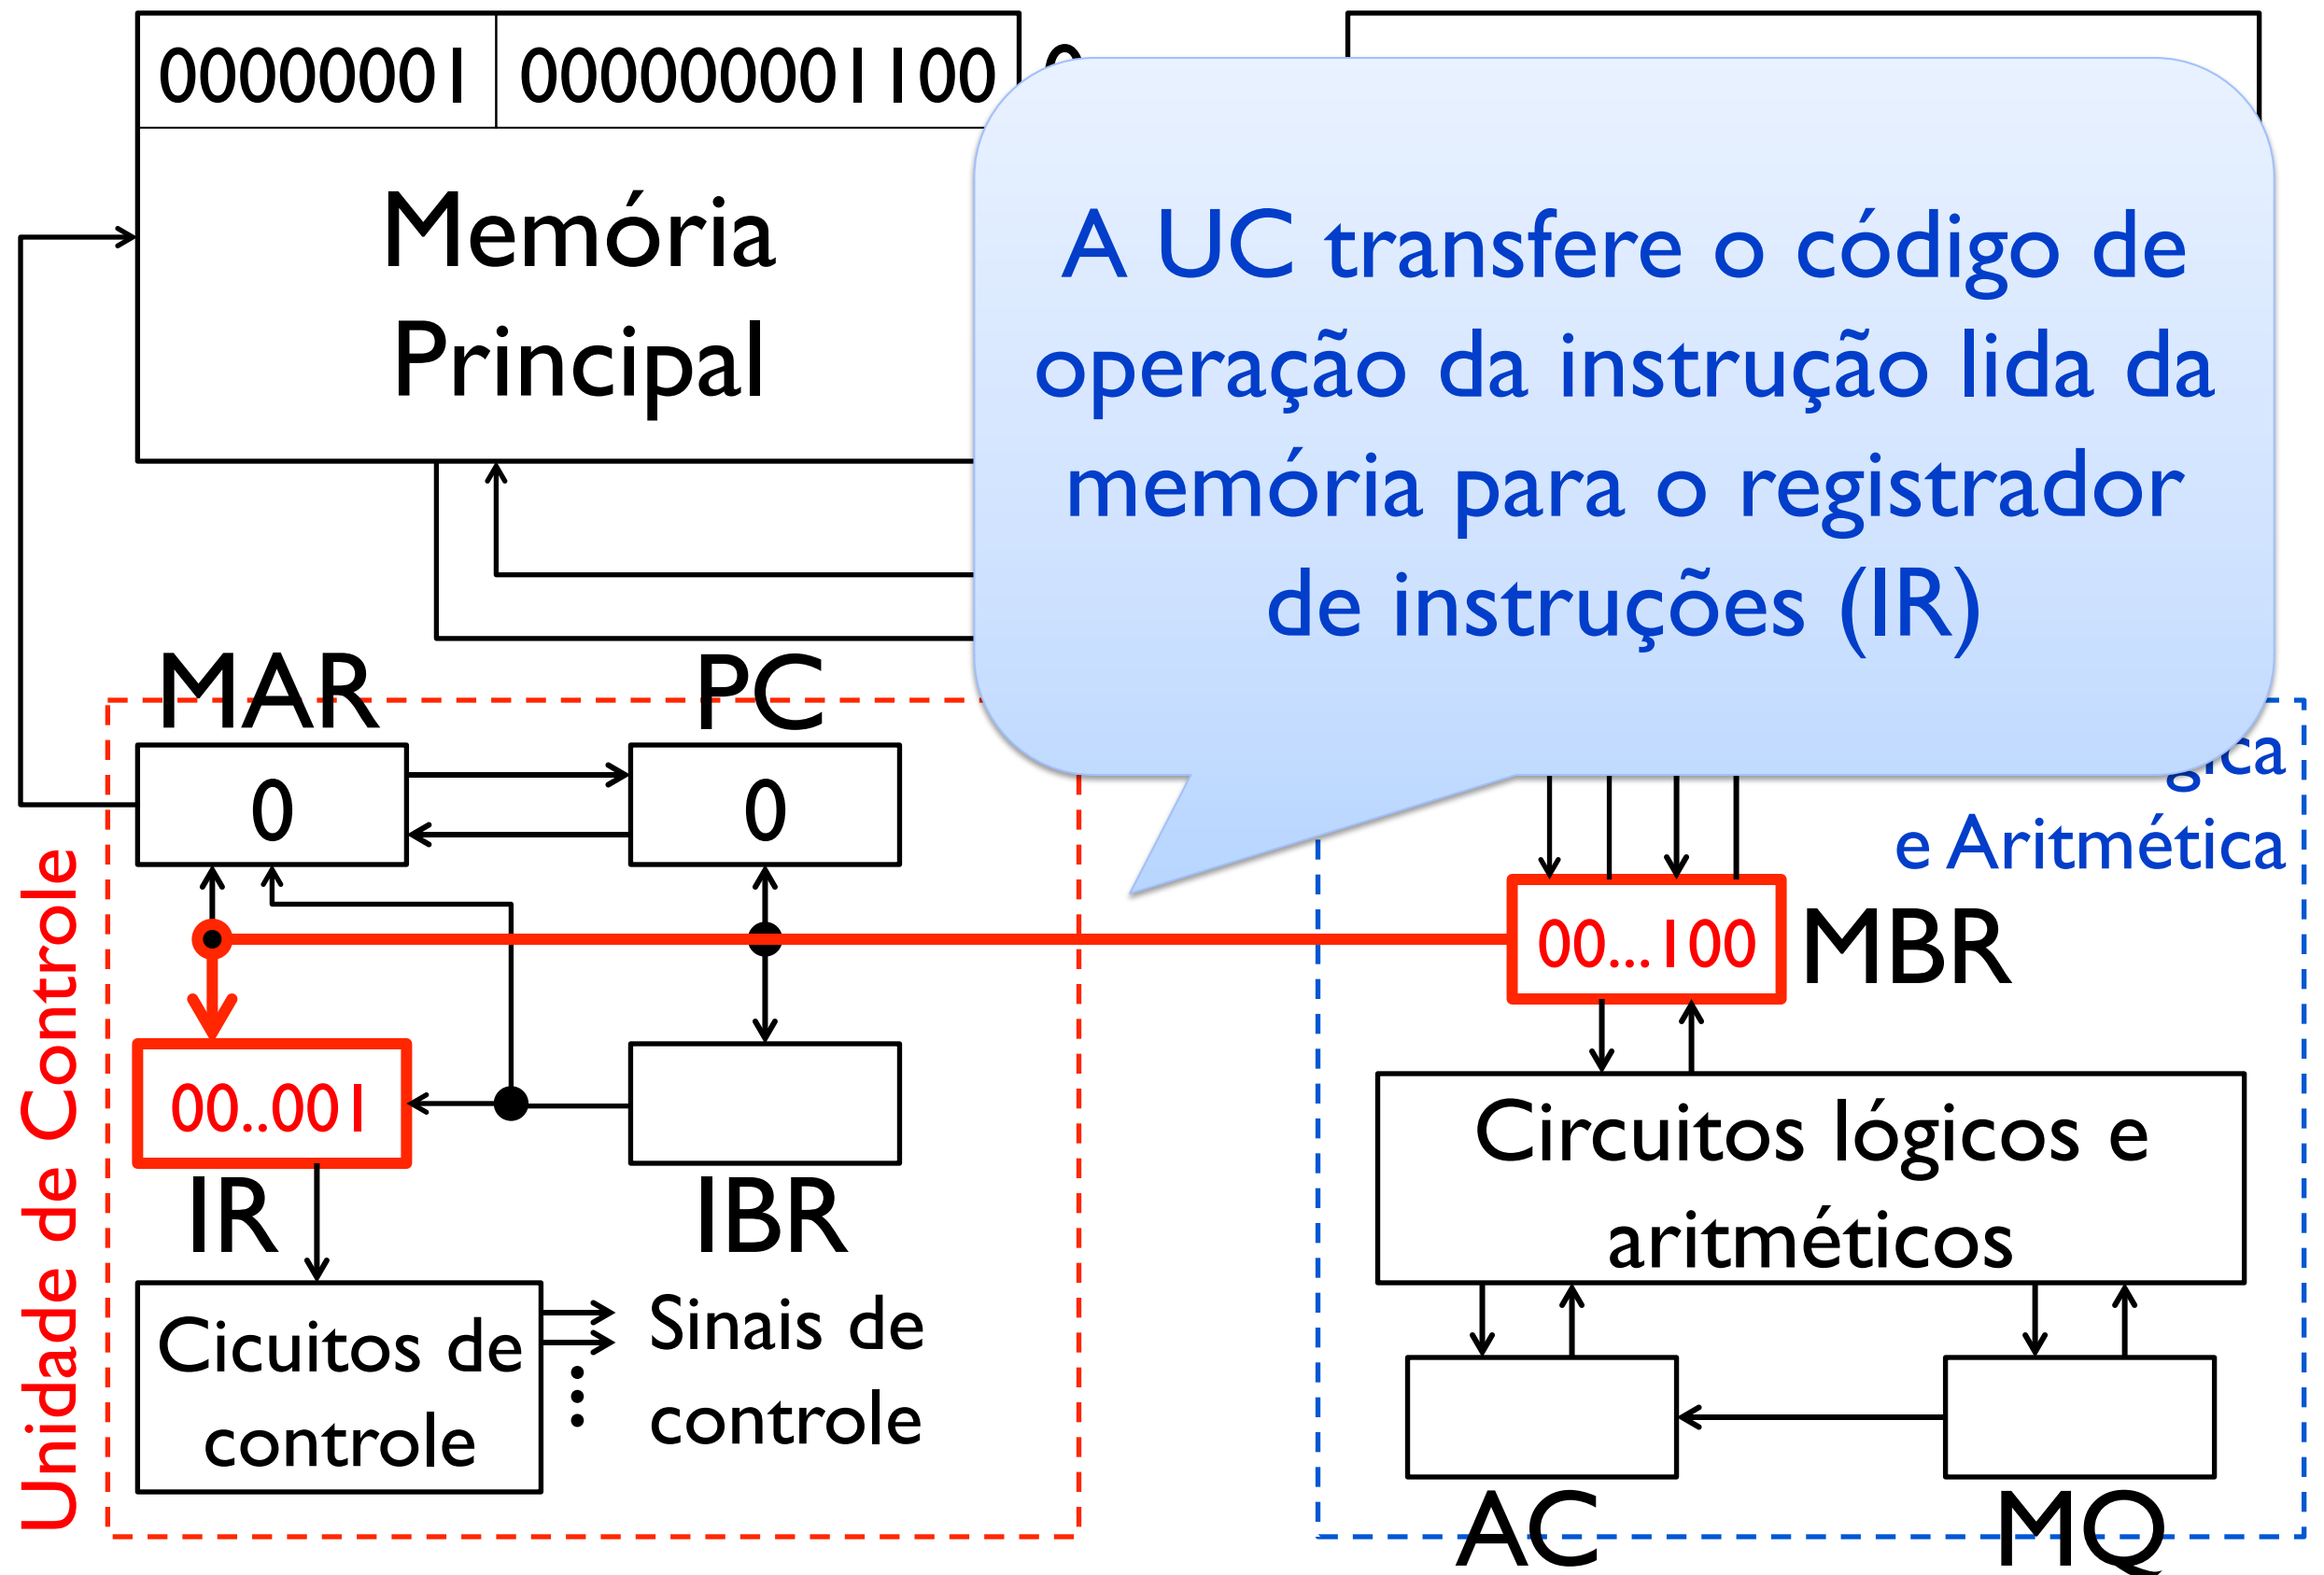 00000001 000000001100 0
Memória
Principal
A UC transfere o código de
operação da instrução lida da
memória para o registrador
de instruções (IR)
MAR
PC
0
0
e Aritmética
00...100
MBR
Unidade de Controle
00..001
IR
IBR
Circuitos lógicos e
aritméticos
Cicuitos de
controle
Sinais de
controle
AC
MQ